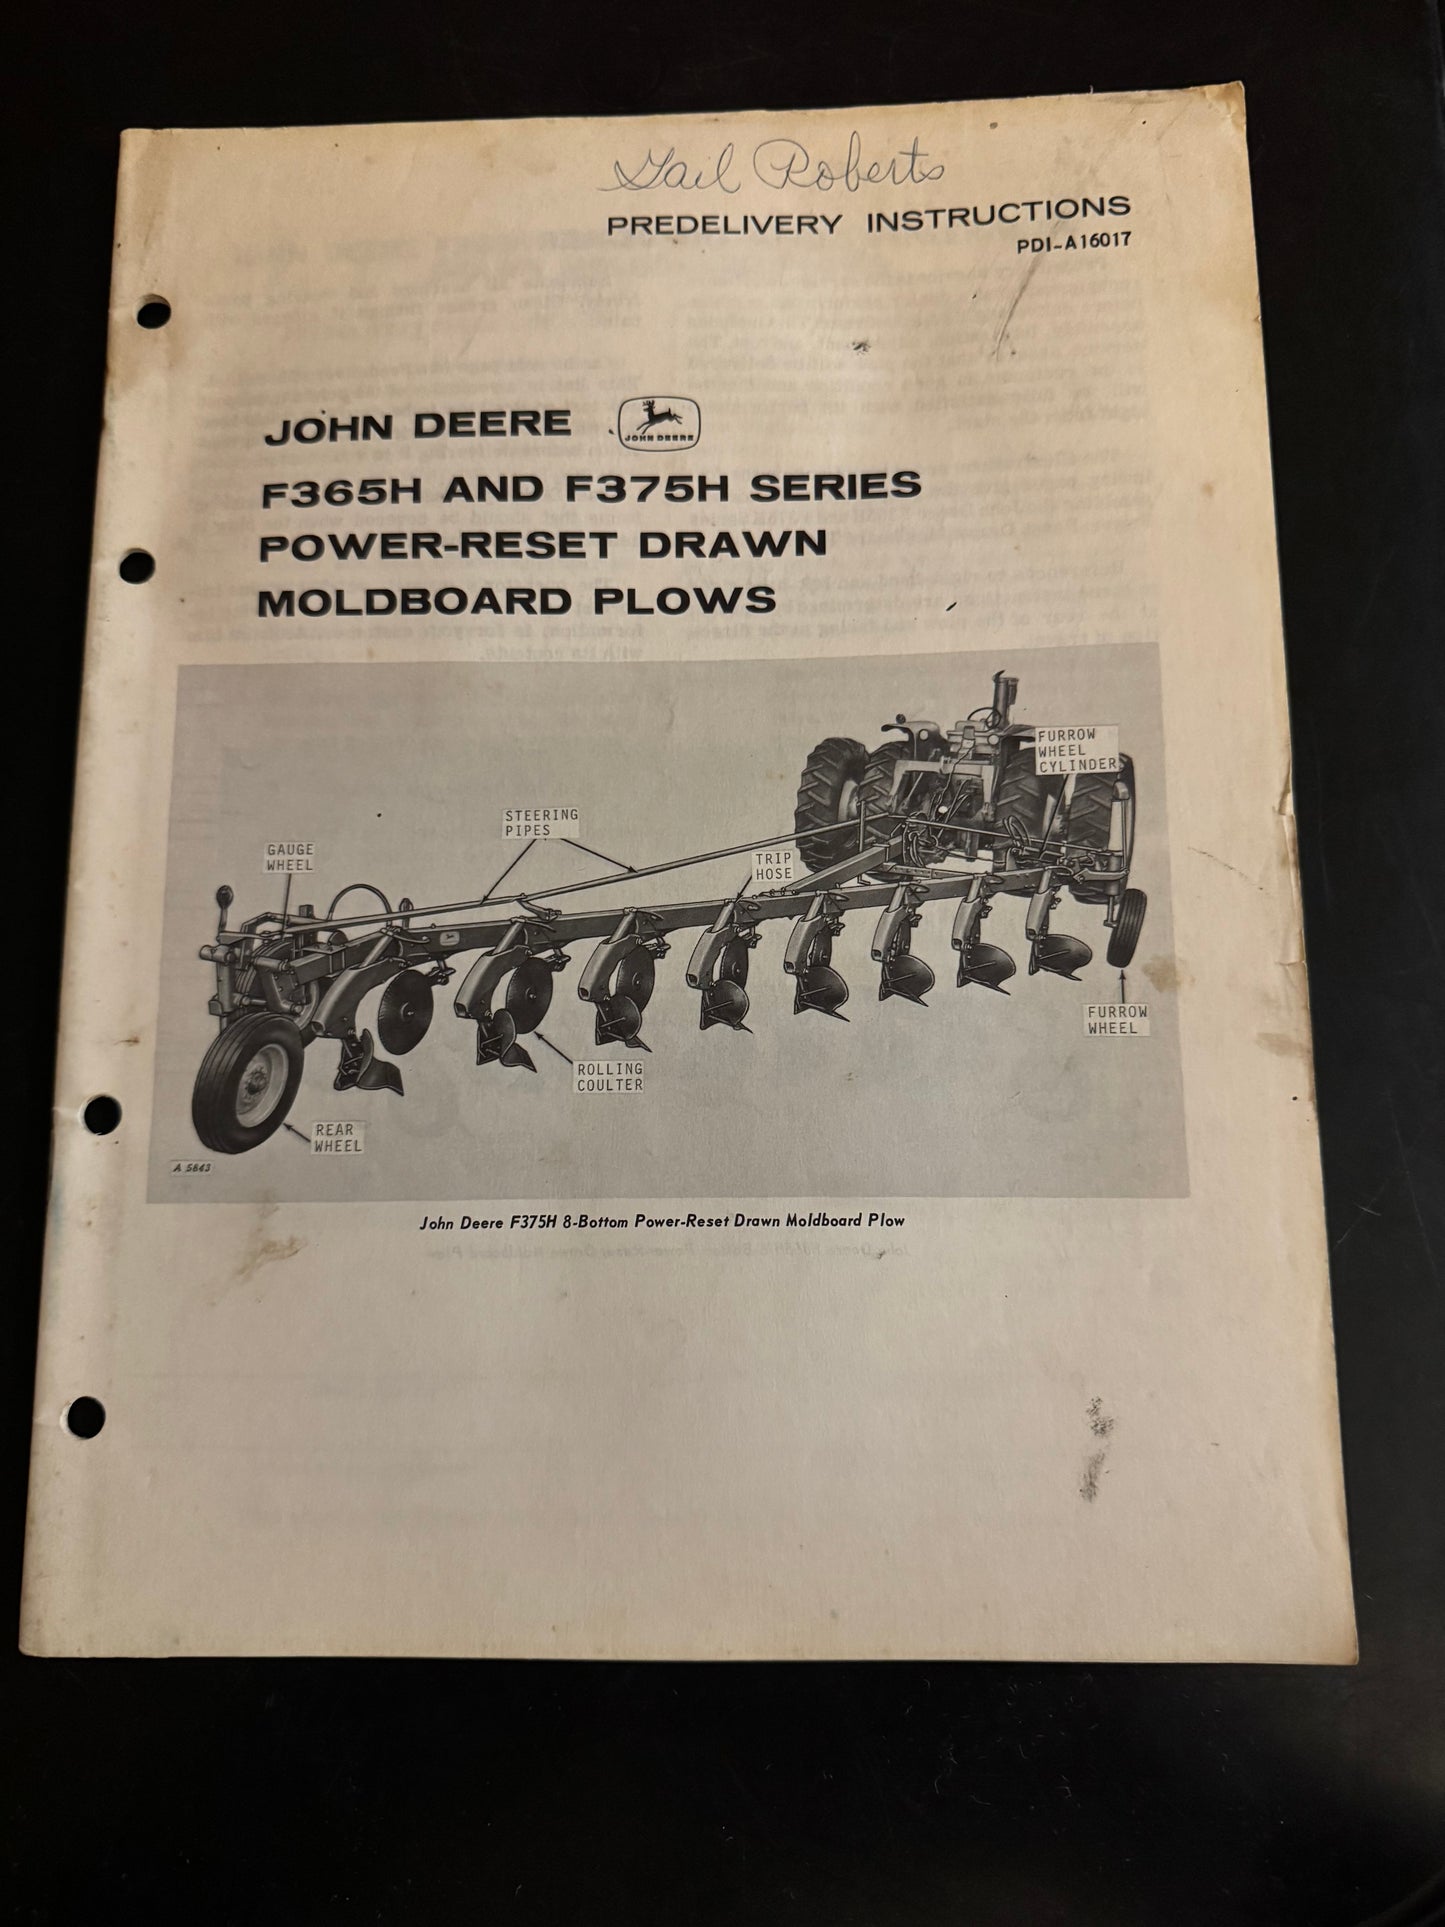 Gail Roberts
PREDELIVERY INSTRUCTIONS
PDI-A16017
JOHN DEERE
JOHN DEERE
F365H AND F375H SERIES
POWER-RESET DRAWN
MOLDBOARD PLOWS
FURROW
WHEEL
CYLINDER
STEERING
PIPES
GAUGE
WHEEL
TRIP
HOSE
FURROW
WHEEL
ROLLING
COULTER
REAR
WHEEL
A 5643
John Deere F375H 8-Bottom Power-Reset Drawn Moldboard Plow